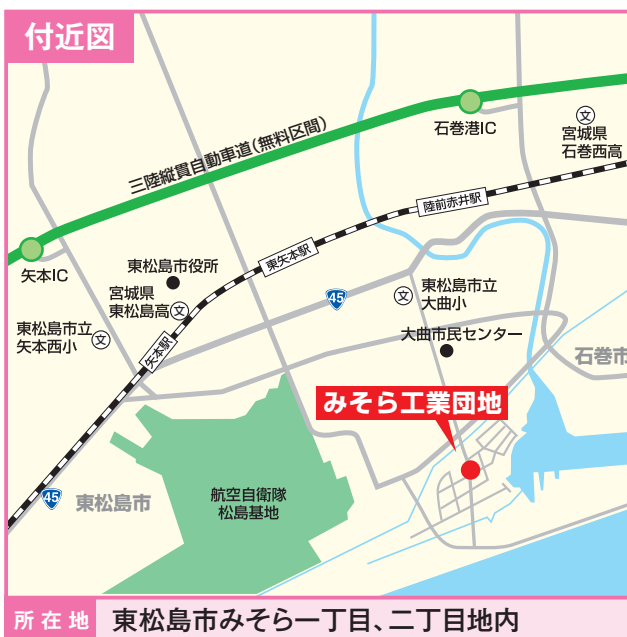 付近図
石巻港IC
文
宮城県
石巻西高
三陸縦貫自動車道（無料区間）
陸前赤井駅
矢本IC
東松島市役所
東矢本駅
宮城県
東松島高
文
45
文
東松島市立
大曲小
東松島市立
矢本西小
文
矢本駅
大曲市民センター
石巻市
みそら工業団地
45
東松島市
航空自衛隊
松島基地
所在地 東松島市みそら一丁目、二丁目地内